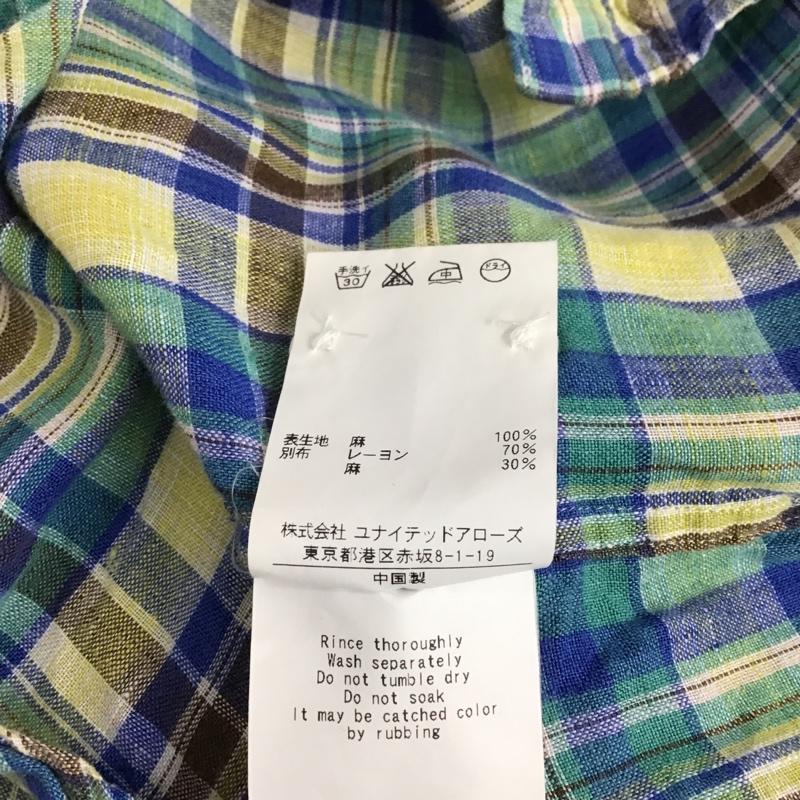 手洗イ 30 中 ドライ
表生地 麻 100%
別布 レーヨン 70%
麻 30%
株式会社 ユナイテッドアローズ
東京都港区赤坂8-1-19
中国製
Rince thoroughly
Wash separately
Do not tumble dry
Do not soak
It may be catched color
by rubbing